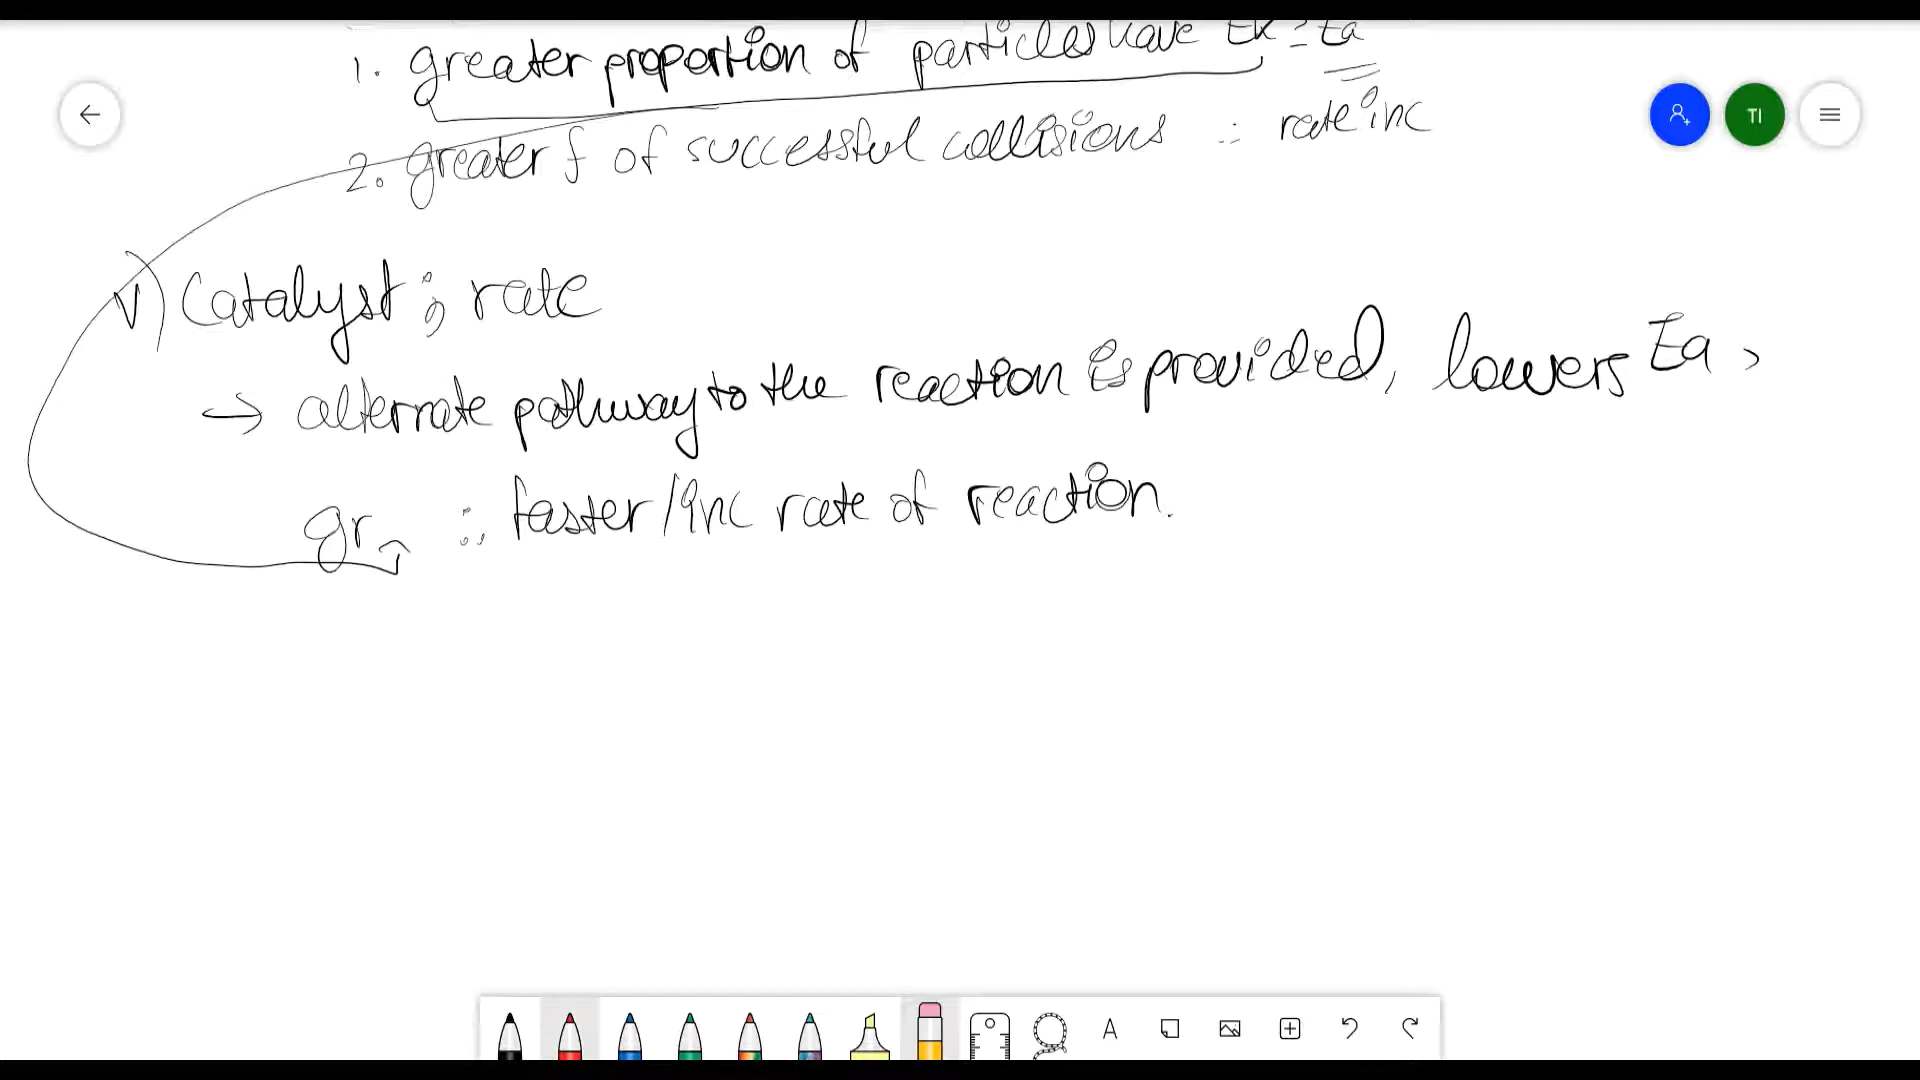 1. greater proportion of particles have Ek ≥ Ea
2. greater f of successful collisions ∴ rate inc
TI
v) Catalyst ; rate
→ alternate pathway to the reaction is provided, lowers Ea,
gr ∴ faster/inc rate of reaction.
A